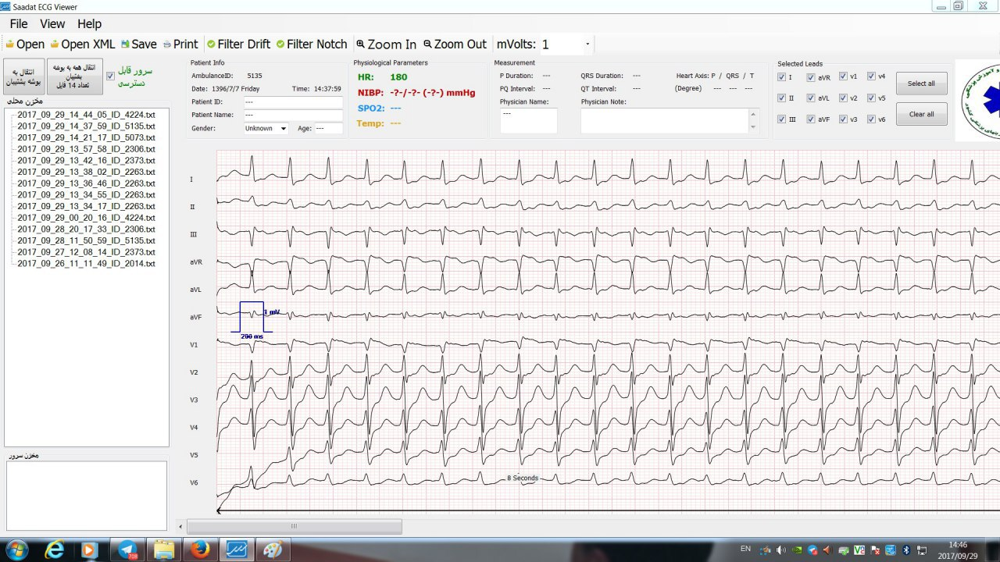 Saadat ECG Viewer
File View Help
Open Open XML Save Print Filter Drift Filter Notch Zoom In Zoom Out mVolts: 1
انتقال به
پوشه پشتیبان
انتقال همه به پوشه
پشتیبان
تعداد 14 فایل
سرور قابل
دسترسی
مخزن محلی
2017_09_29_14_44_05_ID_4224.txt
2017_09_29_14_37_59_ID_5135.txt
2017_09_29_14_21_17_ID_5073.txt
2017_09_29_13_57_58_ID_2306.txt
2017_09_29_13_42_16_ID_2373.txt
2017_09_29_13_38_02_ID_2263.txt
2017_09_29_13_36_46_ID_2263.txt
2017_09_29_13_34_55_ID_2263.txt
2017_09_29_13_34_17_ID_2263.txt
2017_09_29_00_20_16_ID_4224.txt
2017_09_28_20_17_33_ID_2306.txt
2017_09_28_11_50_59_ID_5135.txt
2017_09_27_12_08_14_ID_2373.txt
2017_09_26_11_11_49_ID_2014.txt
مخزن سرور
Patient Info
AmbulanceID: 5135
Date: 1396/7/7 Friday Time: 14:37:59
Patient ID: ---
Patient Name: ---
Gender: Unknown Age: ---
Physiological Parameters
HR: 180
NIBP: -?-/-?- (-?-) mmHg
SPO2: ---
Temp: ---
Measurement
P Duration: --- QRS Duration: --- Heart Axis: P / QRS / T
PQ Interval: --- QT Interval: --- (Degree) --- --- ---
Physician Name: Physician Note:
---
Selected Leads
I aVR v1 v4
II aVL v2 v5
III aVF v3 v6
Select all
Clear all
I
II
III
aVR
aVL
aVF
V1
V2
V3
V4
V5
V6
1 mV
200 ms
8 Seconds
708
EN
14:46
2017/09/29